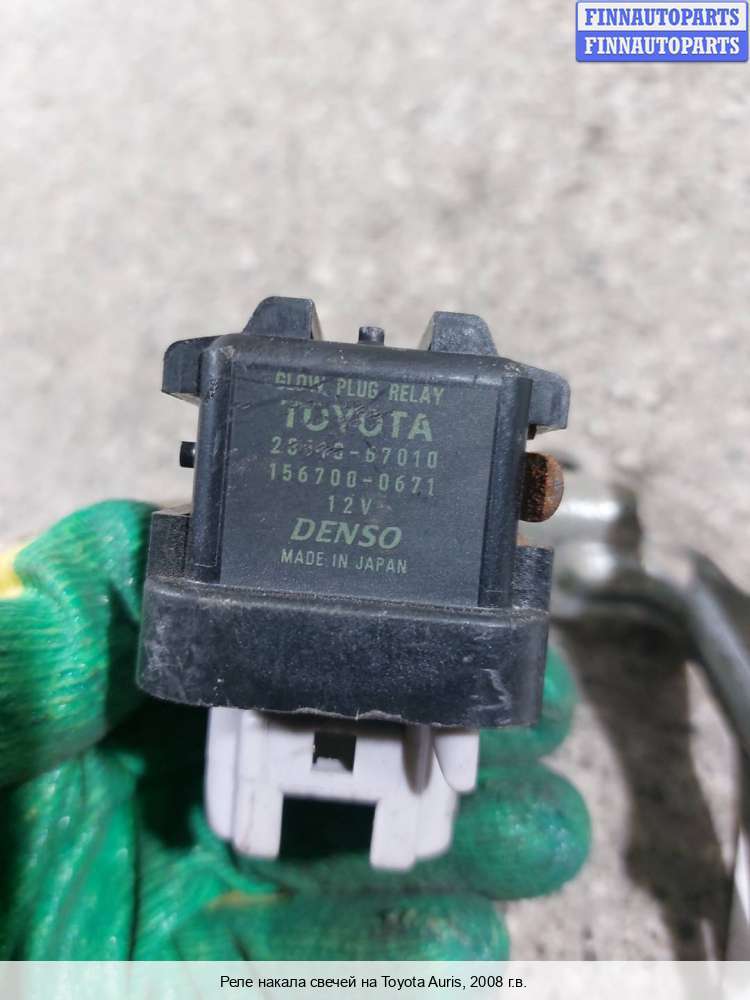 FINNAUTOPARTS
FINNAUTOPARTS
GLOW PLUG RELAY
TOYOTA
156700-0671
12V
DENSO
MADE IN JAPAN
Реле накала свечей на Toyota Auris, 2008 г.в.